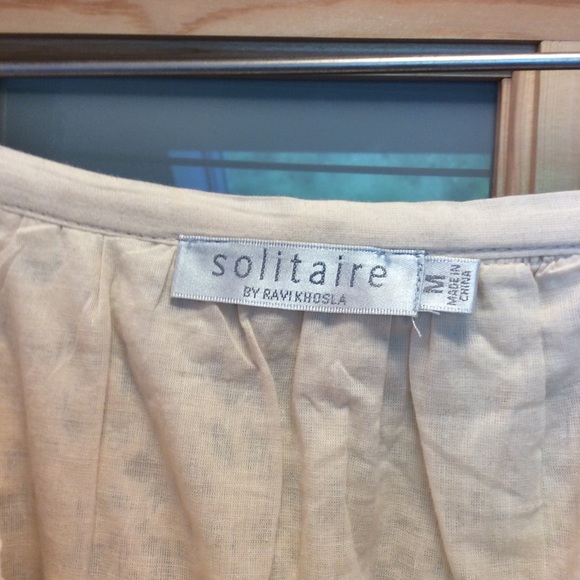 solitaire
BY RAVI KHOSLA
M
MADE IN
CHINA